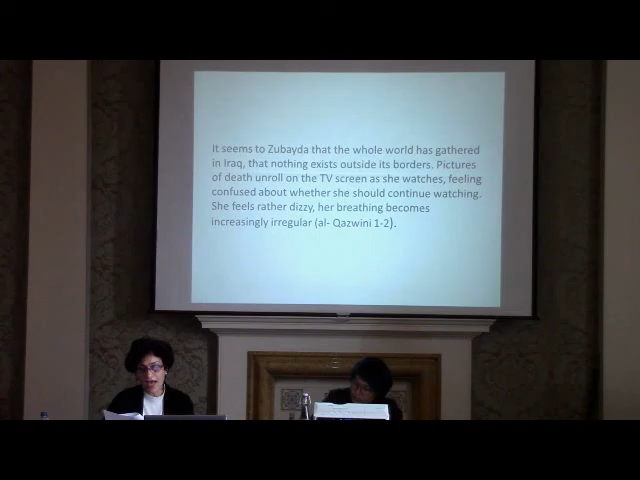 It seems to Zubayda that the whole world has gathered
in Iraq, that nothing exists outside its borders. Pictures
of death unroll on the TV screen as she watches, feeling
confused about whether she should continue watching.
She feels rather dizzy, her breathing becomes
increasingly irregular (al- Qazwini 1-2).